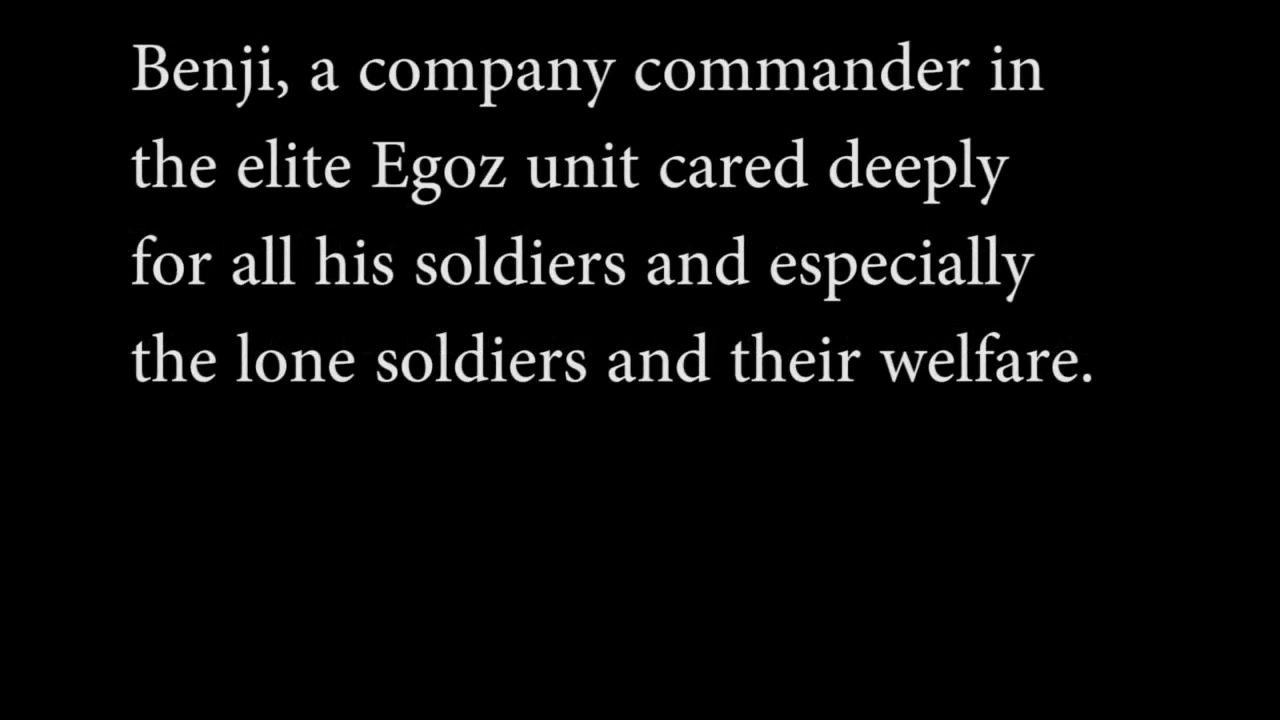 Benji, a company commander in
the elite Egoz unit cared deeply
for all his soldiers and especially
the lone soldiers and their welfare.